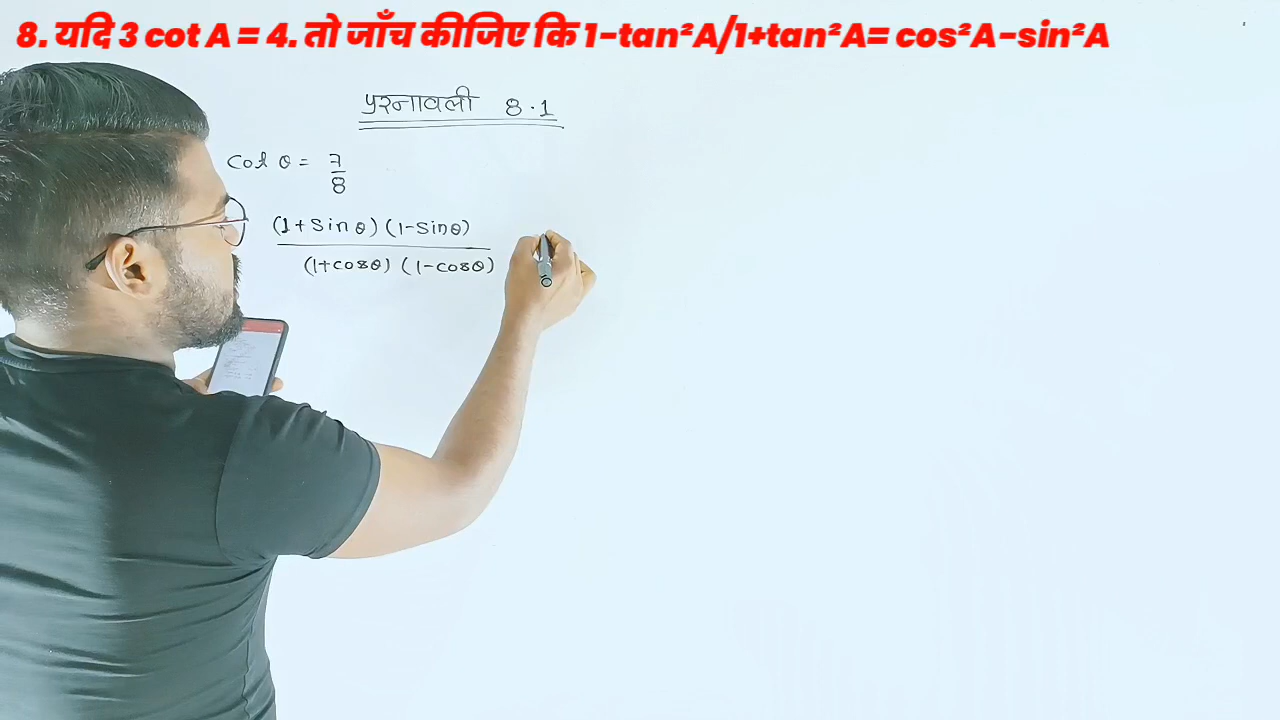 8. यदि 3 cot A = 4. तो जाँच कीजिए कि 1-tan²A/1+tan²A= cos²A-sin²A
प्रश्नावली 8.1
Cot θ = 7/8
(1+Sin θ) (1-Sinθ)
(1+cosθ) (1-cosθ)